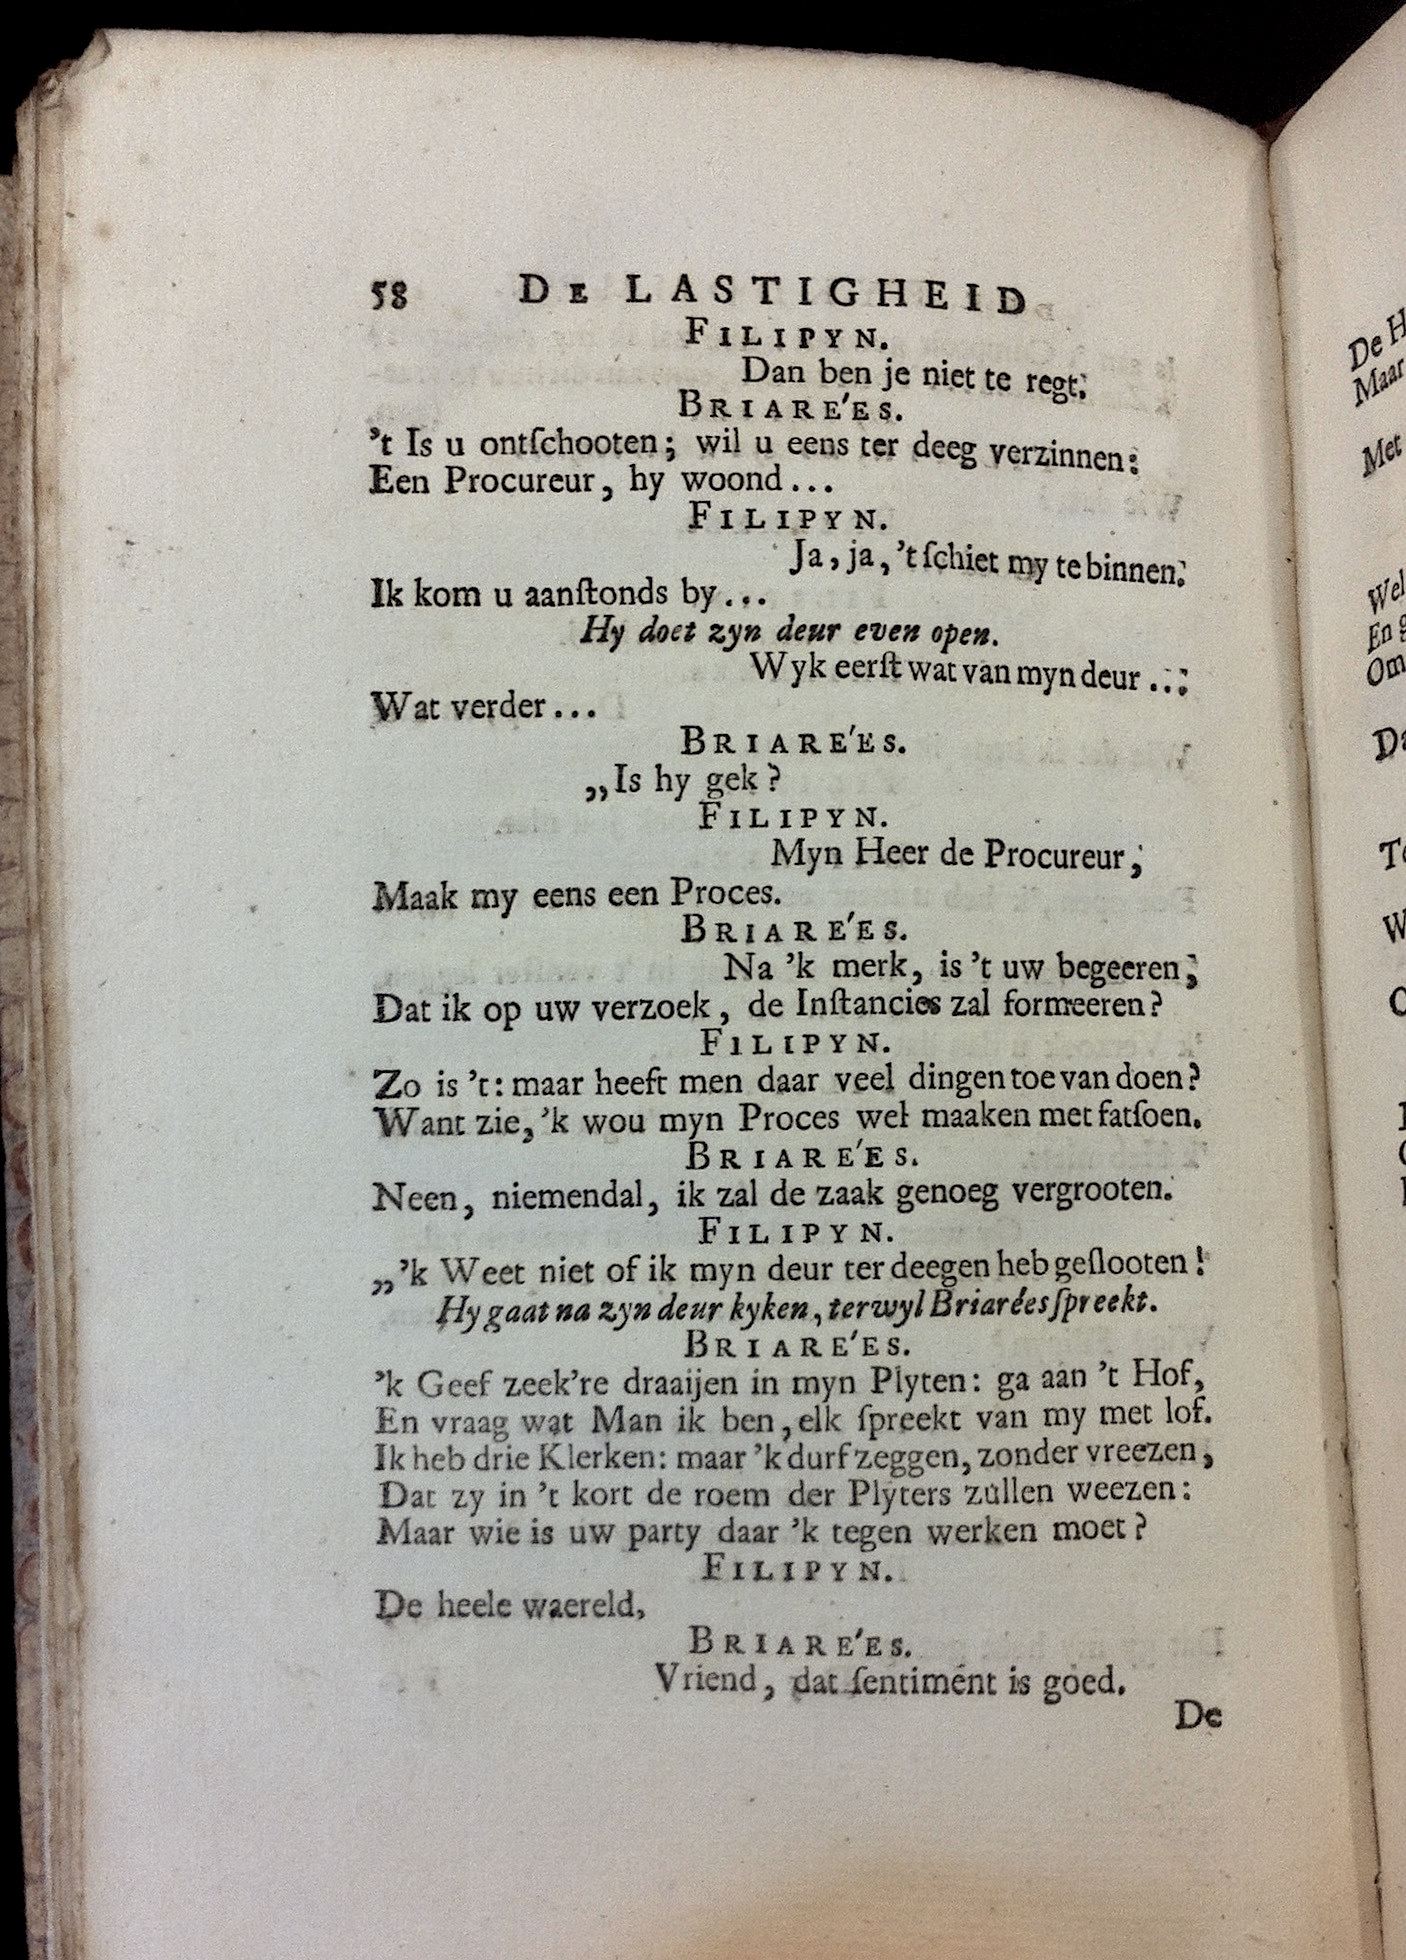 58 DE LASTIGHEID
FILIPYN.
Dan ben je niet te regt.
BRIARE'ES.
't Is u ontſchooten; wil u eens ter deeg verzinnen:
Een Procureur, hy woond...
FILIPYN.
Ja, ja, 't ſchiet my te binnen.
Ik kom u aanſtonds by...
Hy doet zyn deur even open.
Wyk eerſt wat van myn deur...
Wat verder...
BRIARE'ES.
„Is hy gek?
FILIPYN.
Myn Heer de Procureur,
Maak my eens een Proces.
BRIARE'ES.
Na 'k merk, is 't uw begeeren,
Dat ik op uw verzoek, de Inſtancies zal formeeren?
FILIPYN.
Zo is 't: maar heeft men daar veel dingen toe van doen?
Want zie, 'k wou myn Proces wel maaken met fatſoen.
BRIARE'ES.
Neen, niemendal, ik zal de zaak genoeg vergrooten.
FILIPYN.
„'k Weet niet of ik myn deur ter deegen heb geſlooten!
Hy gaat na zyn deur kyken, terwyl Briarées ſpreekt.
BRIARE'ES.
'k Geef zeek're draaijen in myn Plyten: ga aan 't Hof,
En vraag wat Man ik ben, elk ſpreekt van my met lof.
Ik heb drie Klerken: maar 'k durf zeggen, zonder vreezen,
Dat zy in 't kort de roem der Plyters zullen weezen:
Maar wie is uw party daar 'k tegen werken moet?
FILIPYN.
De heele waereld,
BRIARE'ES.
Vriend, dat ſentiment is goed.
De
De H
Maar
Met
Wel
En g
Om